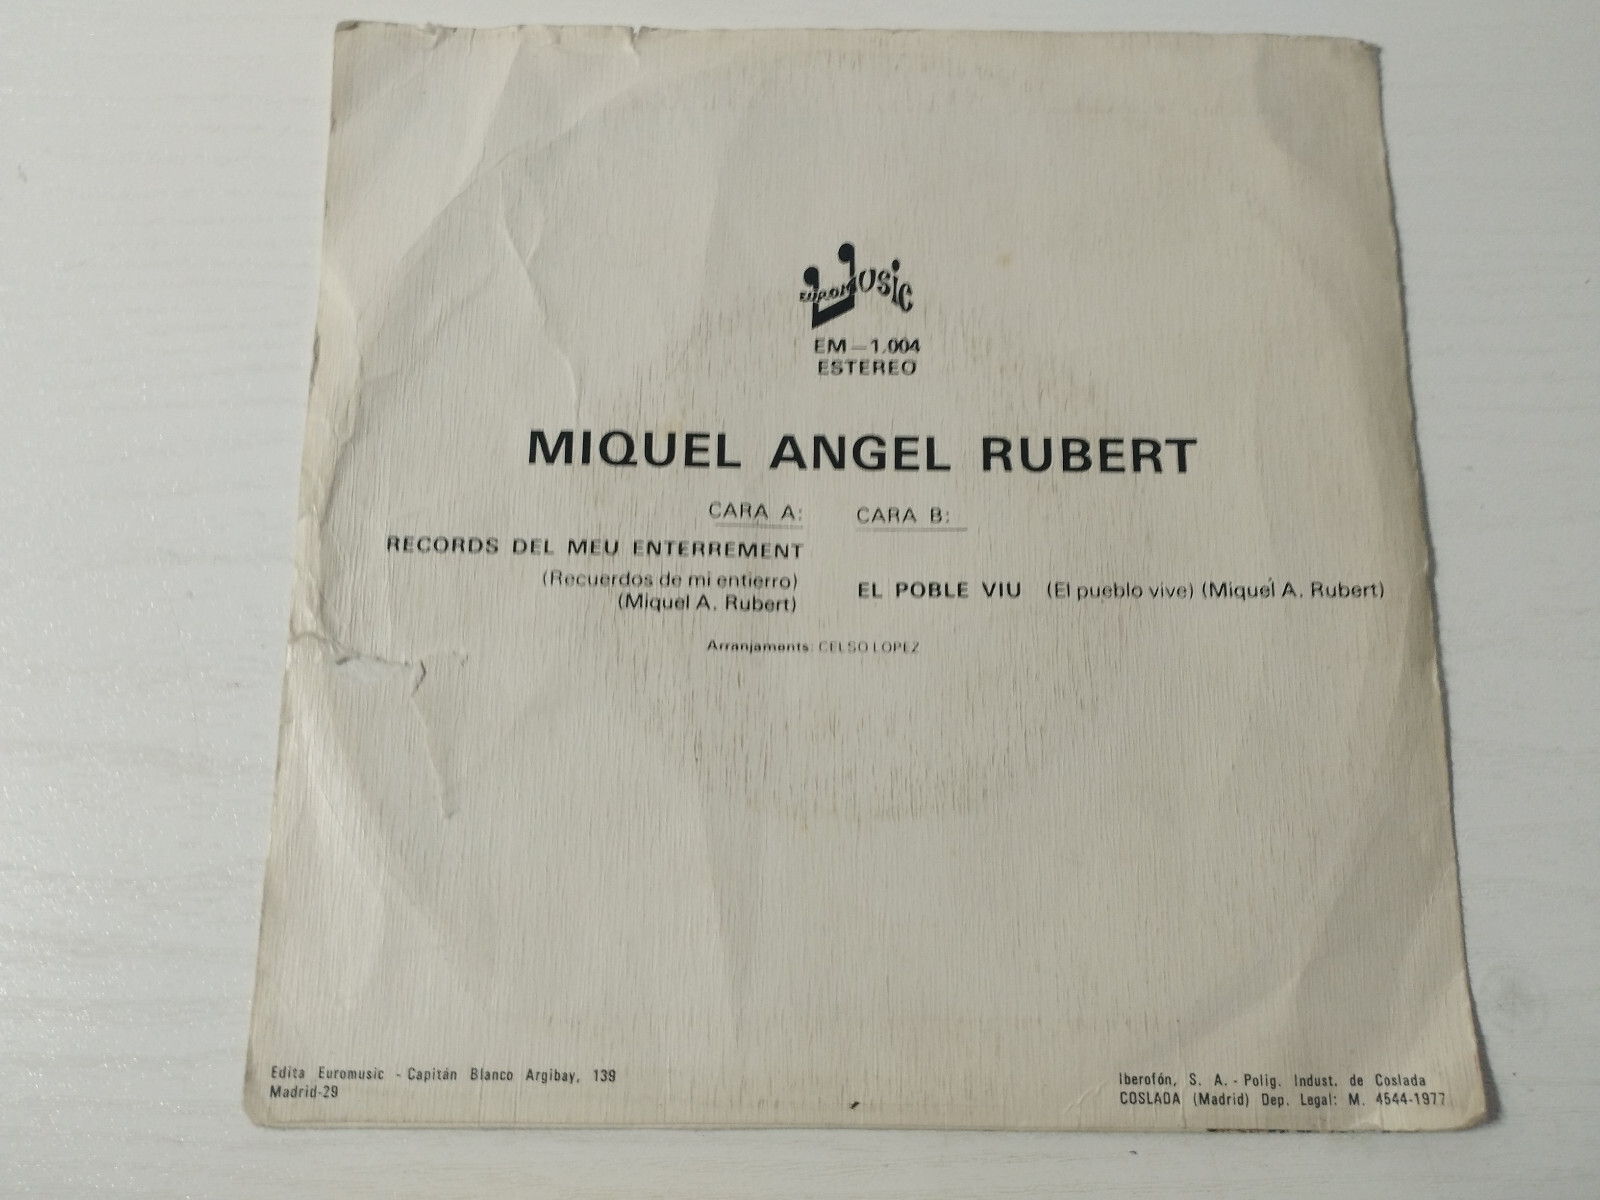 EUROMUSIC
EM-1.004
ESTEREO
MIQUEL ANGEL RUBERT
CARA A:
RECORDS DEL MEU ENTERREMENT
(Recuerdos de mi entierro)
(Miquel A. Rubert)
CARA B:
EL POBLE VIU (El pueblo vive) (Miquel A. Rubert)
Arranjaments: CELSO LOPEZ
Edita Euromusic - Capitán Blanco Argibay, 139
Madrid-29
Iberofón, S. A. - Polig. Indust. de Coslada
COSLADA (Madrid) Dep. Legal: M. 4544-1977